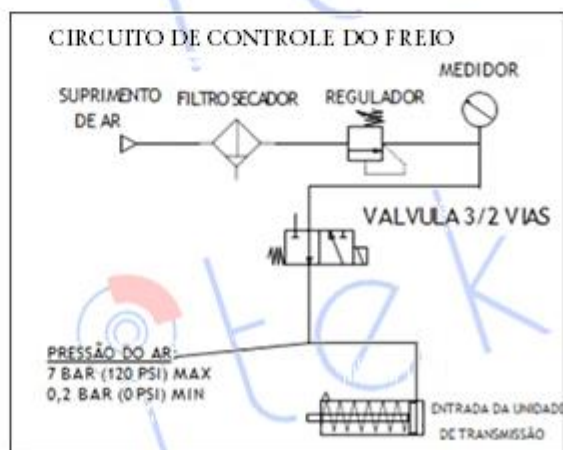 CIRCUITO DE CONTROLE DO FREIO
MEDIDOR
SUPRIMENTO
DE AR
FILTRO SECADOR
REGULADOR
VALVULA 3/2 VIAS
PRESSÃO DO AR:
7 BAR (120 PSI) MAX
0,2 BAR (0 PSI) MIN
ENTRADA DA UNIDADE
DE TRANSMISSÃO
tek